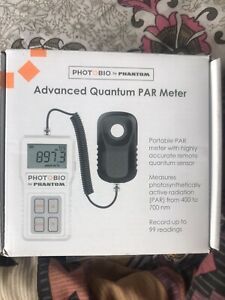 PHOTOBIO by PHANTOM
Advanced Quantum PAR Meter
897.3
PHOTOBIO
by PHANTOM
Portable PAR
meter with highly
accurate remote
quantum sensor
Measures
photosynthetically
active radiation
(PAR) from 400 to
700 nm
Record up to
99 readings